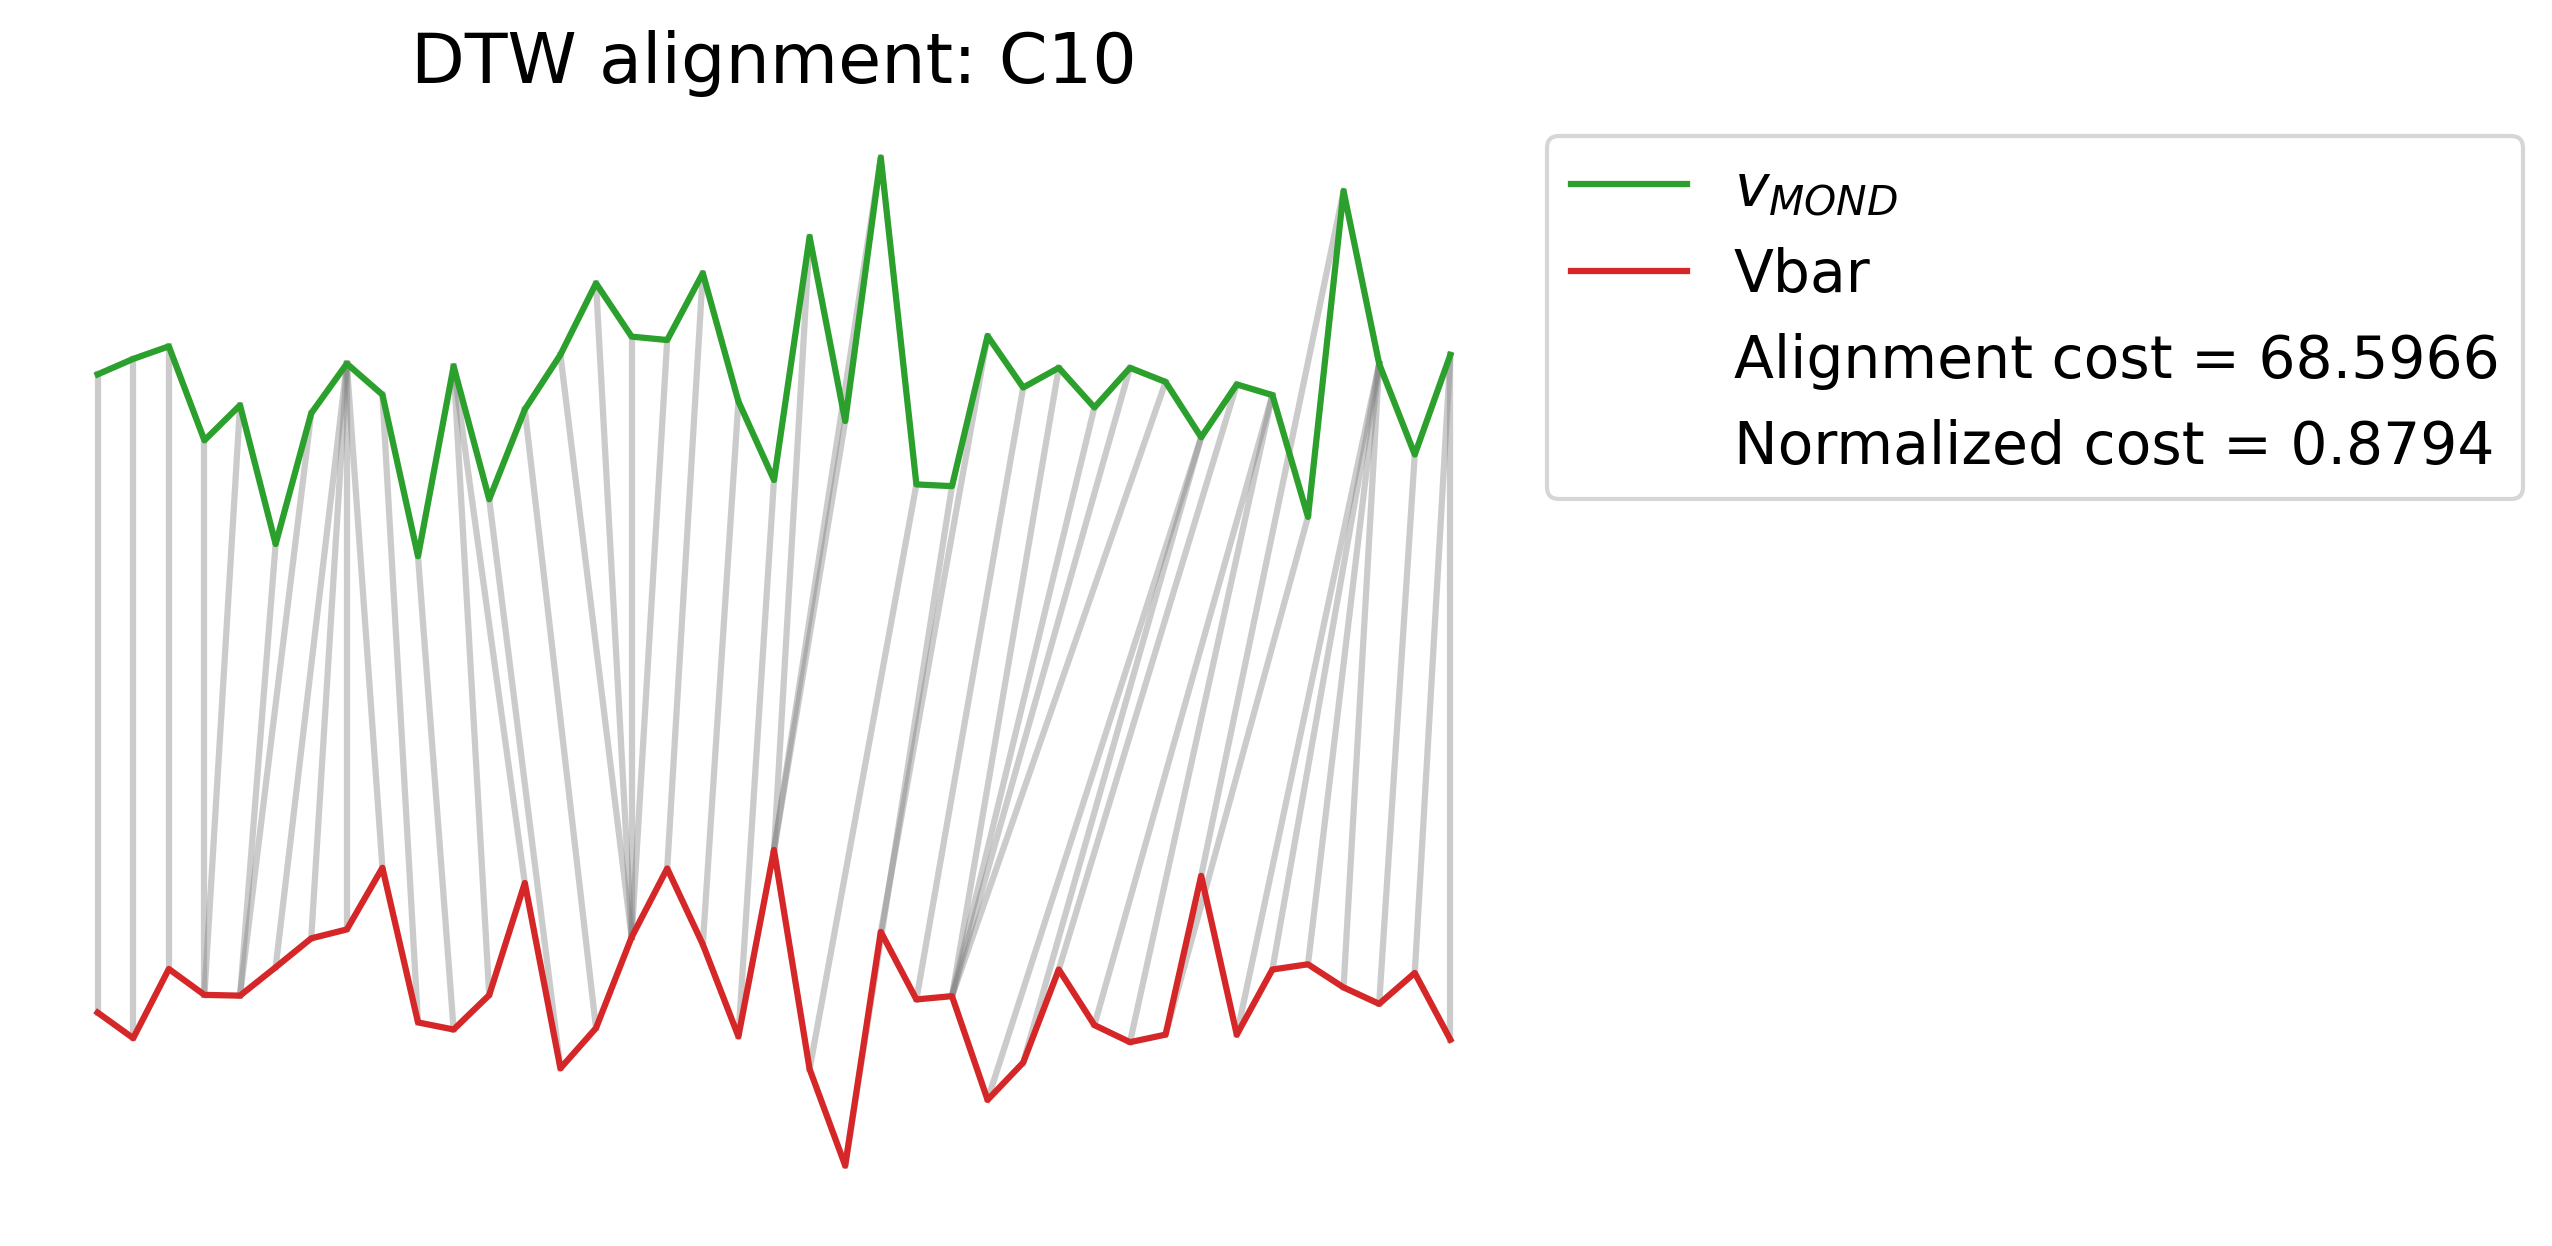 DTW alignment: C10
v_MOND
Vbar
Alignment cost = 68.5966
Normalized cost = 0.8794